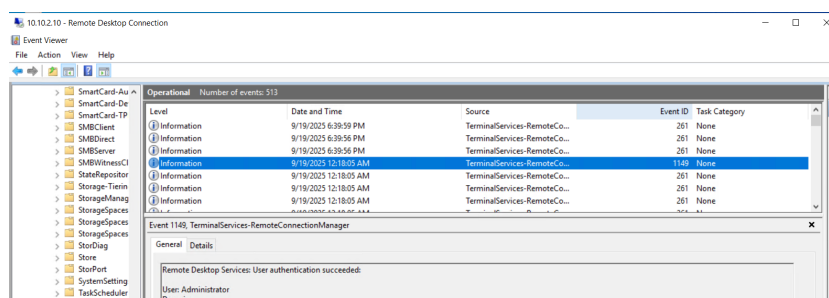 10.10.2.10 - Remote Desktop Connection
Event Viewer
File Action View Help
SmartCard-Au
SmartCard-De
SmartCard-TP
SMBClient
SMBDirect
SMBServer
SMBWitnessCl
StateRepositor
Storage-Tierin
StorageManag
StorageSpaces
StorageSpaces
StorageSpaces
StorDiag
Store
StorPort
SystemSetting
TaskScheduler
Operational Number of events: 513
Level Date and Time Source Event ID Task Category
Information 9/19/2025 6:39:59 PM TerminalServices-RemoteCo... 261 None
Information 9/19/2025 6:39:56 PM TerminalServices-RemoteCo... 261 None
Information 9/19/2025 6:39:56 PM TerminalServices-RemoteCo... 261 None
Information 9/19/2025 12:18:05 AM TerminalServices-RemoteCo... 1149 None
Information 9/19/2025 12:18:05 AM TerminalServices-RemoteCo... 261 None
Information 9/19/2025 12:18:05 AM TerminalServices-RemoteCo... 261 None
Information 9/19/2025 12:18:05 AM TerminalServices-RemoteCo... 261 None
Event 1149, TerminalServices-RemoteConnectionManager
General Details
Remote Desktop Services: User authentication succeeded:
User: Administrator